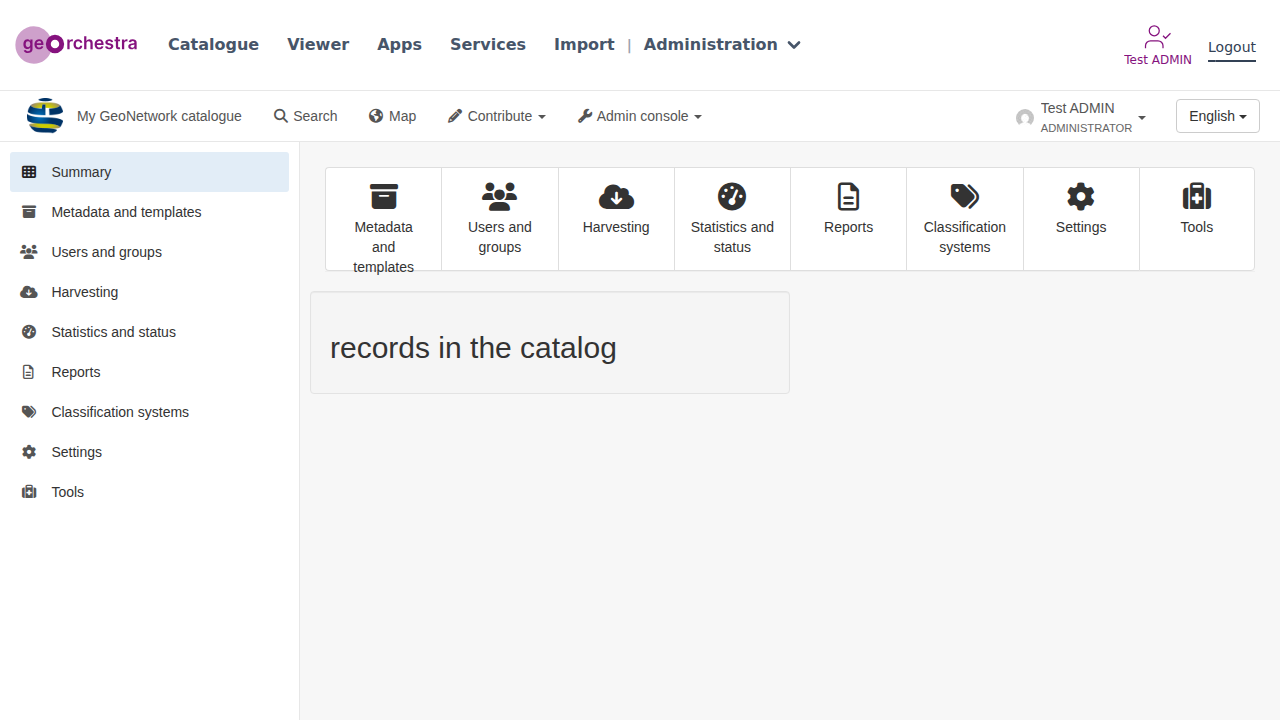 georchestra Catalogue Viewer Apps Services Import | Administration Test ADMIN Logout
My GeoNetwork catalogue Search Map Contribute Admin console Test ADMIN ADMINISTRATOR English
Summary
Metadata and templates
Users and groups
Harvesting
Statistics and status
Reports
Classification systems
Settings
Tools
Metadata and templates
Users and groups
Harvesting
Statistics and status
Reports
Classification systems
Settings
Tools
records in the catalog